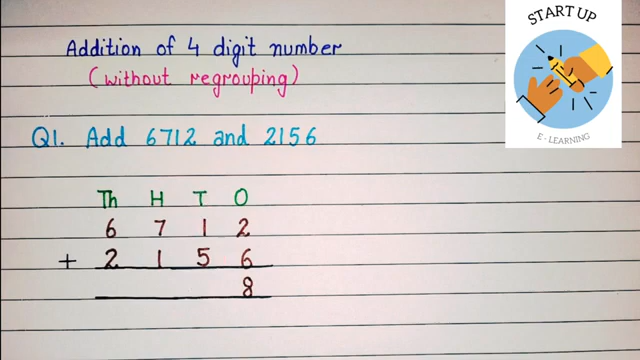 START UP
Addition of 4 digit number
(without regrouping)
E - LEARNING
Q1. Add 6712 and 2156
Th H T O
6 7 1 2
+ 2 1 5 6
8